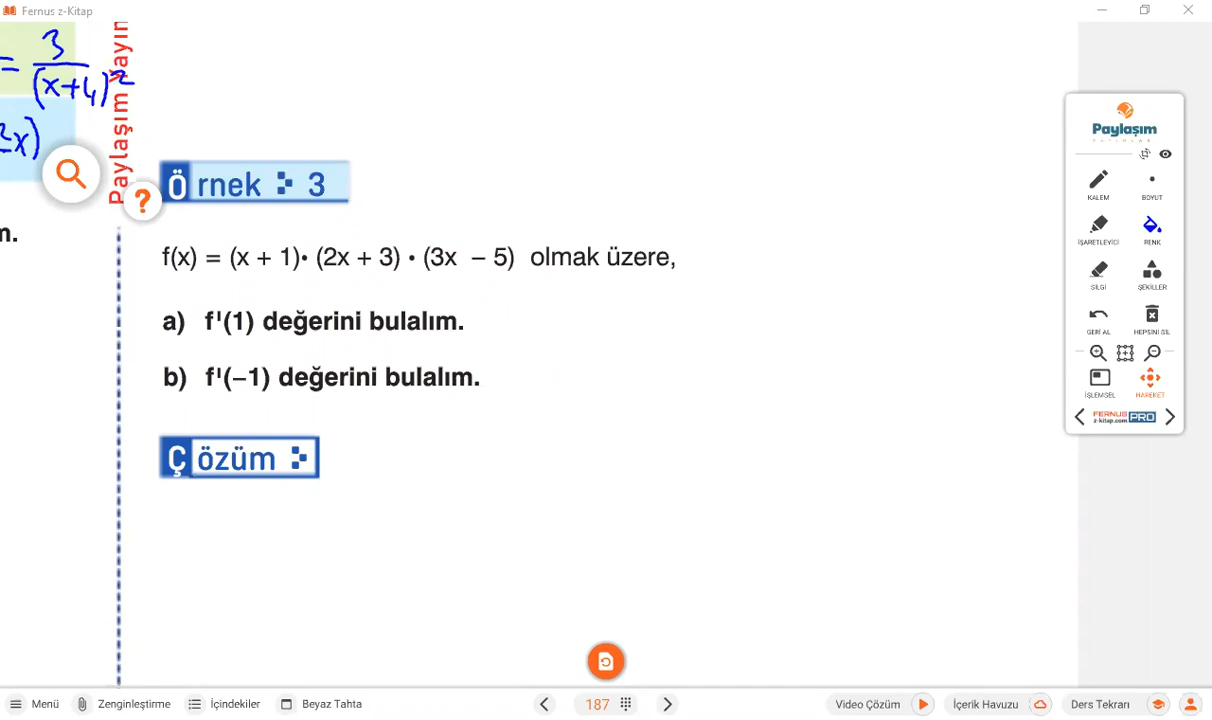 Fernus z-Kitap
= 3
(x+4)²
2x)
Paylaşım Yayın
m.
?
Örnek 3
f(x) = (x + 1)• (2x + 3) • (3x – 5) olmak üzere,
a) f'(1) değerini bulalım.
b) f'(–1) değerini bulalım.
Çözüm
Paylaşım
YAYINLARI
KALEM
BOYUT
İŞARETLEYİCİ
RENK
SİLGİ
ŞEKİLLER
GERİ AL
HEPSİNİ SİL
İŞLEMSEL
HAREKET
FERNUS
z-kitap.com PRO
Menü
Zenginleştirme
İçindekiler
Beyaz Tahta
187
Video Çözüm
İçerik Havuzu
Ders Tekrarı